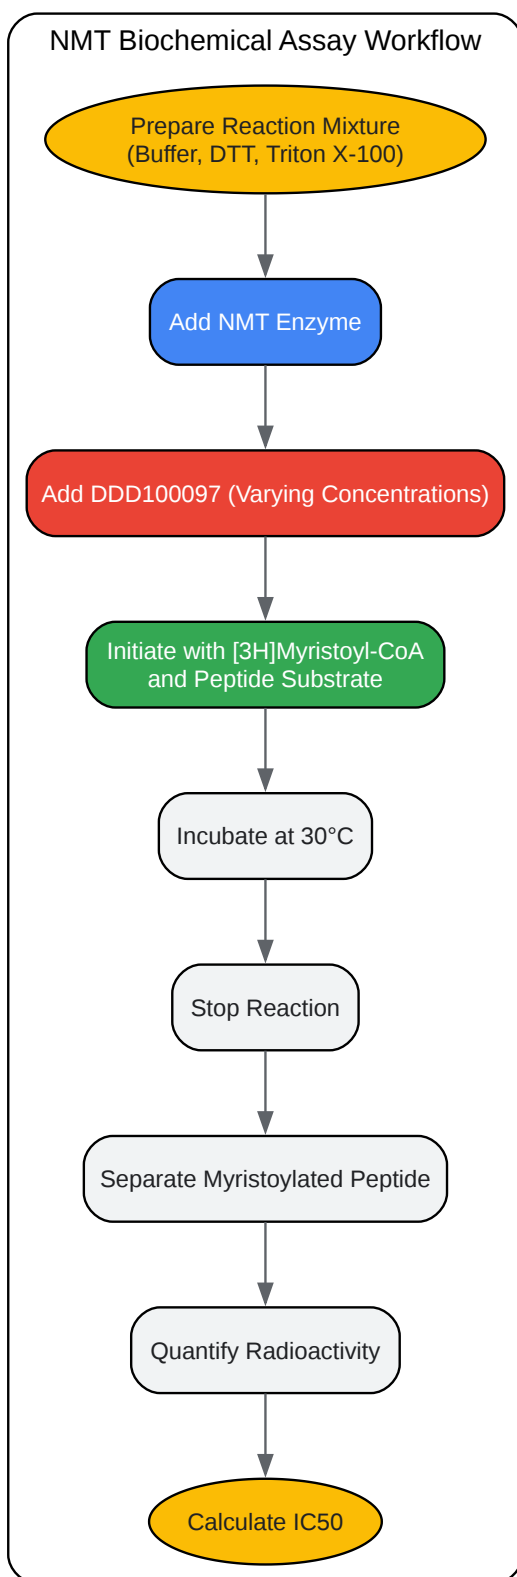 NMT Biochemical Assay Workflow
Prepare Reaction Mixture
(Buffer, DTT, Triton X-100)
Add NMT Enzyme
Add DDD100097 (Varying Concentrations)
Initiate with [3H]Myristoyl-CoA
and Peptide Substrate
Incubate at 30°C
Stop Reaction
Separate Myristoylated Peptide
Quantify Radioactivity
Calculate IC50